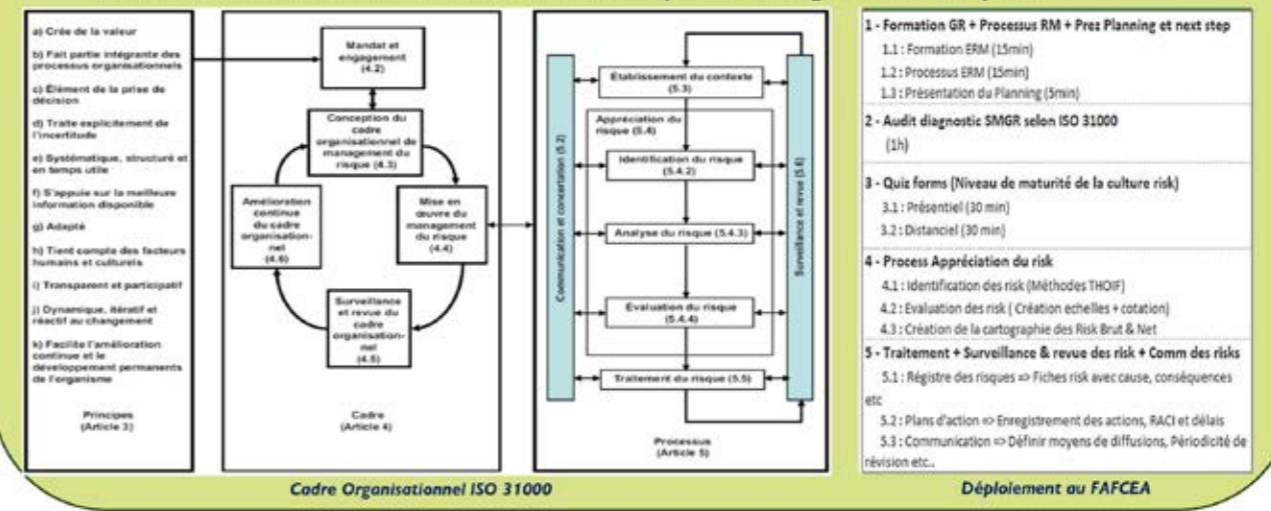 a) Crée de la valeur
b) Fait partie intégrante des
processus organisationnels
c) Élément de la prise de
décision
d) Traite explicitement de
l'incertitude
e) Systématique, structuré et
en temps utile
f) S'appuie sur la meilleure
information disponible
g) Adapté
h) Tient compte des facteurs
humains et culturels
i) Transparent et participatif
j) Dynamique, itératif et
réactif au changement
k) Facilite l'amélioration
continue et le
développement permanents
de l'organisme
Principes
(Article 3)
Mandat et
engagement
(4.2)
Conception du
cadre
organisationnel de
management du
risque (4.3)
Amélioration
continue
du cadre
organisation-
nel
(4.6)
Mise en
œuvre du
management
du risque
(4.4)
Surveillance
et revue du
cadre
organisation-
nel
(4.5)
Cadre
(Article 4)
Communication et concertation (5.2)
Établissement du contexte
(5.3)
Appréciation du
risque (5.4)
Identification du risque
(5.4.2)
Analyse du risque (5.4.3)
Évaluation du risque
(5.4.4)
Traitement du risque (5.5)
Surveillance et revue (5.6)
Processus
(Article 5)
Cadre Organisationnel ISO 31000
1 - Formation GR + Processus RM + Prez Planning et next step
1.1 : Formation ERM (15min)
1.2 : Processus ERM (15min)
1.3 : Présentation du Planning (5min)
2 - Audit diagnostic SMGR selon ISO 31000
(1h)
3 - Quiz forms (Niveau de maturité de la culture risk)
3.1 : Présentiel (30 min)
3.2 : Distanciel (30 min)
4 - Process Appréciation du risk
4.1 : Identification des risk (Méthodes THOIF)
4.2 : Evaluation des risk ( Création echelles + cotation)
4.3 : Création de la cartographie des Risk Brut & Net
5 - Traitement + Surveillance & revue des risk + Comm des risks
5.1 : Régistre des risques => Fiches risk avec cause, conséquences
etc
5.2 : Plans d'action => Enregistrement des actions, RACI et délais
5.3 : Communication => Définir moyens de diffusions, Périodicité de
révision etc..
Déploiement au FAFCEA